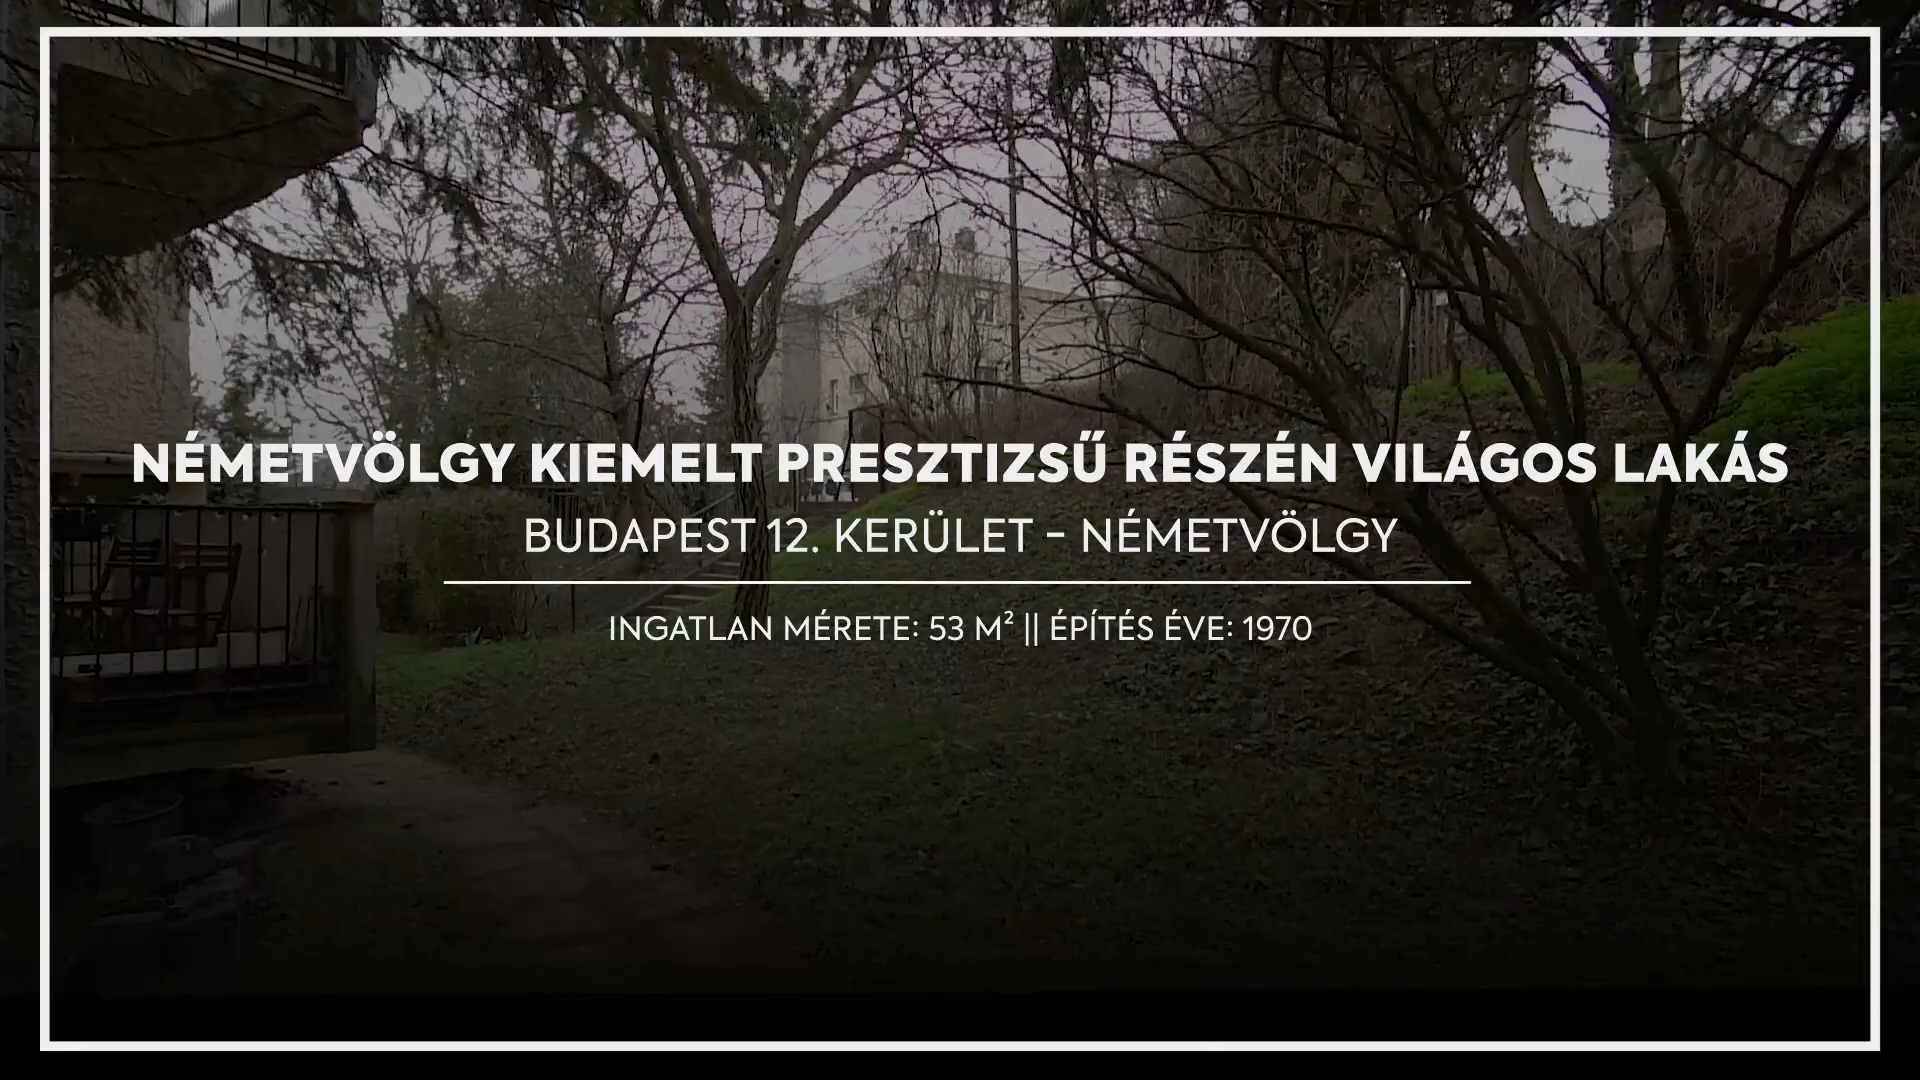 NÉMETVÖLGY KIEMELT PRESZTIZSŰ RÉSZÉN VILÁGOS LAKÁS
BUDAPEST 12. KERÜLET – NÉMETVÖLGY
INGATLAN MÉRETE: 53 M² || ÉPÍTÉS ÉVE: 1970